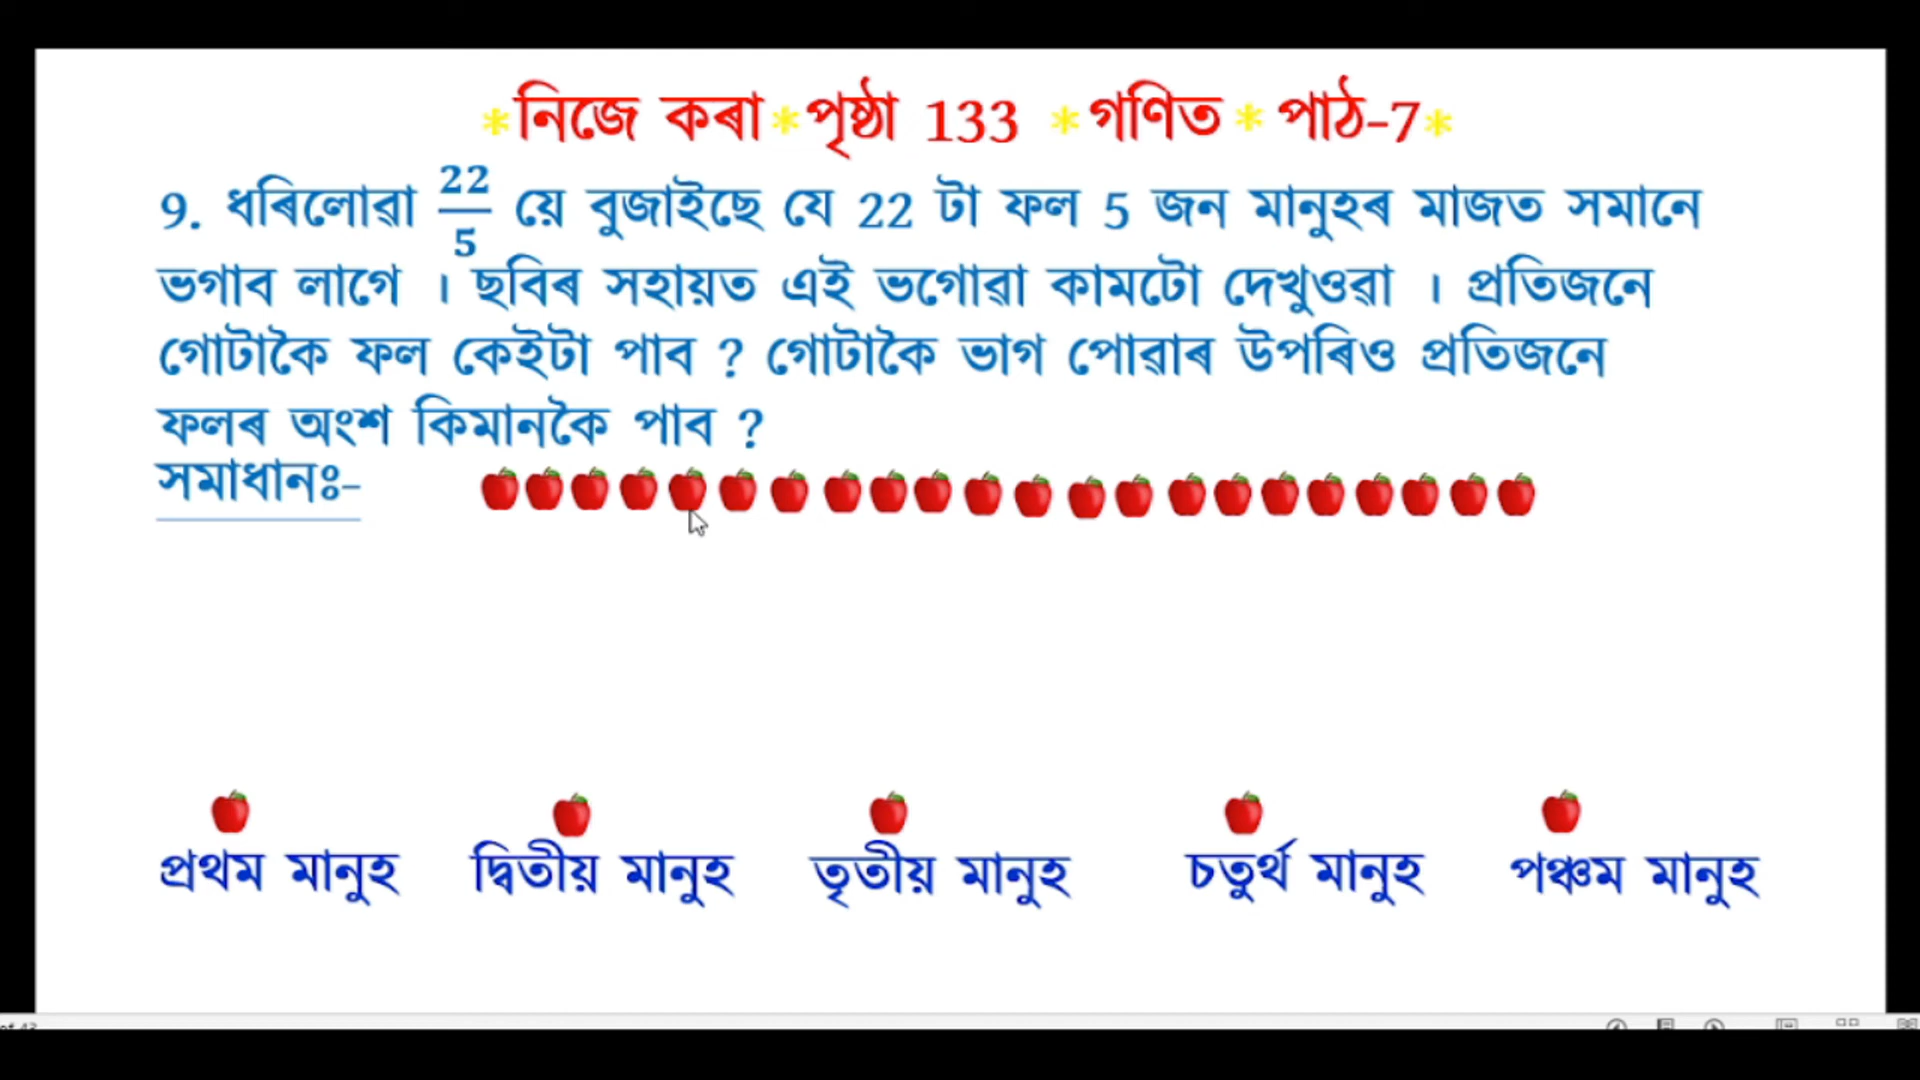 *নিজে কৰা*পৃষ্ঠা 133 *গণিত* পাঠ-7*
9. ধৰিলোৱা 22/5 য়ে বুজাইছে যে 22 টা ফল 5 জন মানুহৰ মাজত সমানে
ভগাব লাগে । ছবিৰ সহায়ত এই ভগোৱা কামটো দেখুওৱা । প্ৰতিজনে
গোটাকৈ ফল কেইটা পাব ? গোটাকৈ ভাগ পোৱাৰ উপৰিও প্ৰতিজনে
ফলৰ অংশ কিমানকৈ পাব ?
সমাধানঃ-
প্ৰথম মানুহ দ্বিতীয় মানুহ তৃতীয় মানুহ চতুৰ্থ মানুহ পঞ্চম মানুহ